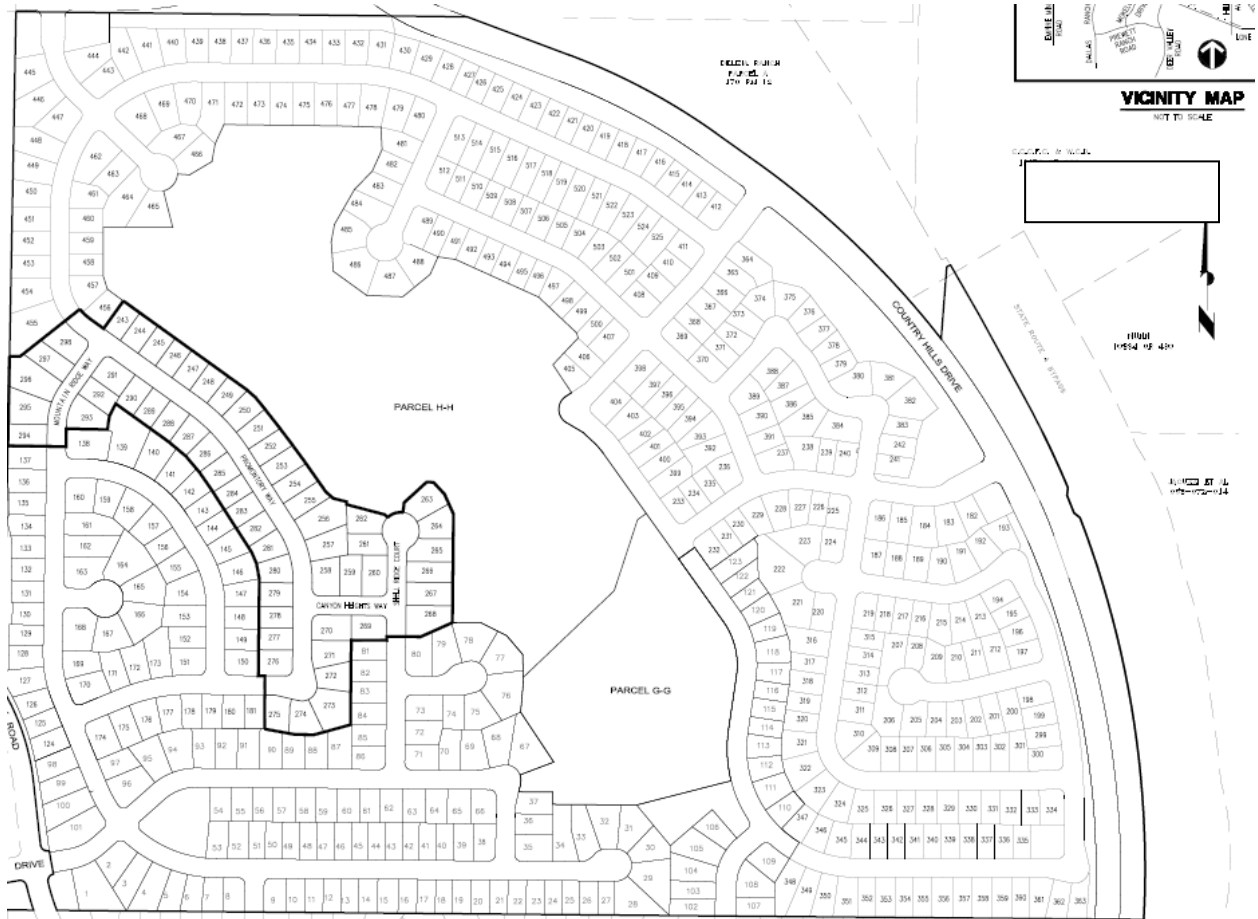 EMPIRE
ROAD
DALLAS
RANCH
PREWETT
RANCH
ROAD
DEER VALLEY
ROAD
LONE
VICINITY MAP
NOT TO SCALE
PARCEL A
STATE ROUTE 4 BYPASS
COUNTRY HILLS DRIVE
PARCEL H-H
PARCEL G-G
MOUNTAIN RIDGE WAY
PROMONTORY WAY
CANYON HEIGHTS WAY
ROAD
DRIVE
N
445 444 443 442 441 440 439 438 437 436 435 434 433 432 431 430 429 428 427 426 425 424 423 422 421 420 419 418 417 416 415 414 413 412
446 447 448 449 450 451 452 453 454 455
468 469 470 471 472 473 474 475 476 477 478 479 480
467 466 462 463 461 464 465 460 459 458 457 456
481 482 483 484 485 486 487 488
513 514 515 516 517 518 519 520 521 522 523 524 525 411
512 511 510 509 508 507 506 505 504 503 502 501 409 410 408
489 490 491 492 493 494 495 496 497 498 499 500 407 406 405
364 365 366 367 368 369 370 371 372 373 374 375 376 377 378 379 380 381 382 383
398 397 396 395 394 393 392 404 403 402 401 400 399
388 387 386 385 384 389 390 391
237 238 239 240 241 242
236 235 234 233 232 231 230 229 228 227 226 225 224 223 222 221 220
243 244 245 246 247 248 249 250 251 252 253 254 255 256 257 258 259 260 261 262 263 264 265 266 267 268 269 270 271 272 273 274 275
298 297 296 295 294 293 292 291 290 289 288 287 286 285 284 283 282 281 280 279 278 277 276
137 136 135 134 133 132 131 130 129 128 127 126 125 124
138 139 140 141 142 143 144 145 146 147 148 149 150
160 159 158 157 156 155 154 153 152 151
161 162 163 164 165 166 167 168 169 170 171 172 173
174 175 176 177 178 179 180 181
186 185 184 183 182 193 187 188 189 190 191 192
219 218 217 216 215 214 213 194 195 196 197
207 208 209 210 211 212
206 205 204 203 202 201 200 198 199
316 317 318 319 320 321 322 323 324
315 314 313 312 311 310 309 308 307 306 305 304 303 302 301 299 300
123 122 121 120 119 118 117 116 115 114 113 112 111 110
81 82 83 84 85 86 80 79 78 77 76
73 74 75 72 71 70 69 68 67
98 99 100 101 97 96 95 94 93 92 91 90 89 88 87
54 55 56 57 58 59 60 61 62 63 64 65 66
53 52 51 50 49 48 47 46 45 44 43 42 41 40 39 38
37 36 35 34 33 32 31 30 29 28
106 105 104 103 102 109 108 107
325 326 327 328 329 330 331 332 333 334
347 346 345 344 343 342 341 340 339 338 337 336 335
1 2 3 4 5 6 7 8 9 10 11 12 13 14 15 16 17 18 19 20 21 22 23 24 25 26 27
348 349 350 351 352 353 354 355 356 357 358 359 360 361 362 363